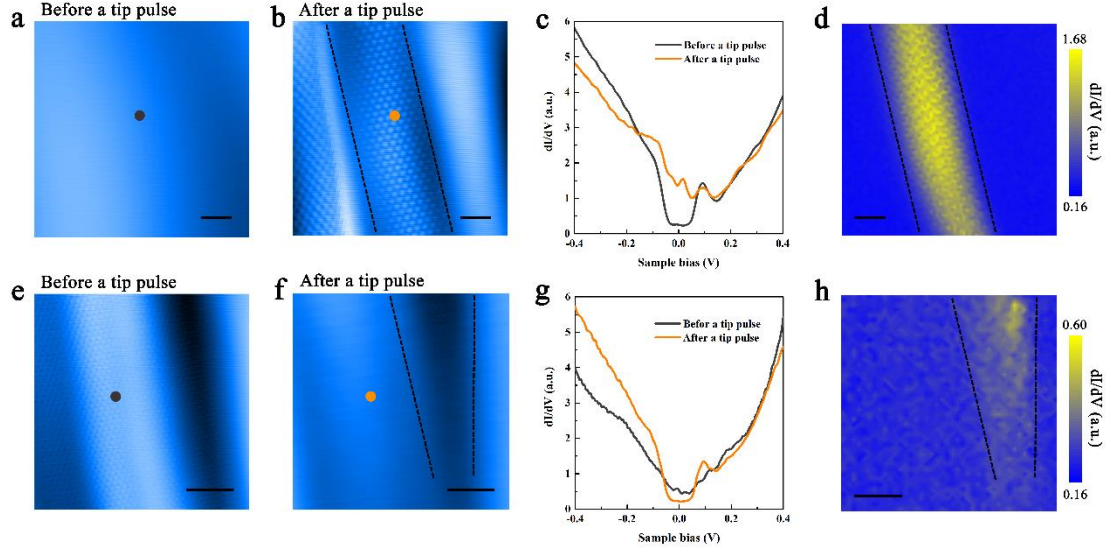 a Before a tip pulse
b After a tip pulse
c
6
5
4
3
2
1
0
dI/dV (a.u.)
Before a tip pulse
After a tip pulse
-0.4 -0.2 0.0 0.2 0.4
Sample bias (V)
d
1.68
dI/dV (a.u.)
0.16
e Before a tip pulse
f After a tip pulse
g
6
5
4
3
2
1
0
dI/dV (a.u.)
Befor a tip pulse
After a tip pulse
-0.4 -0.2 0.0 0.2 0.4
Sample bias (V)
h
0.60
dI/dV (a.u.)
0.16